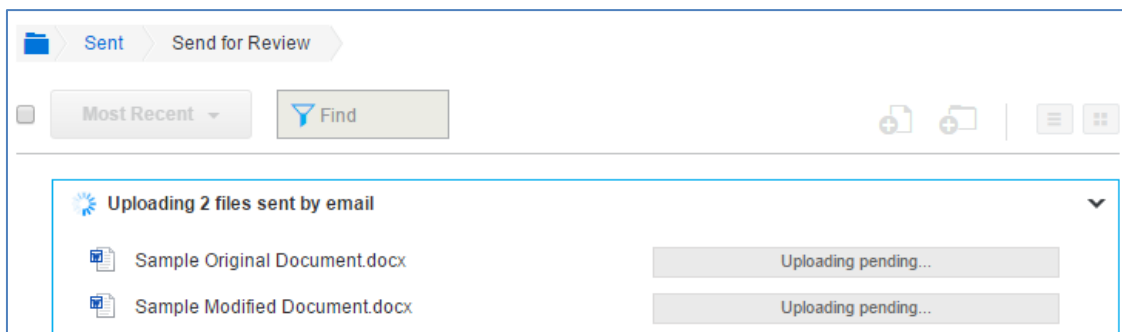 Sent Send for Review
Most Recent Find
Uploading 2 files sent by email
Sample Original Document.docx Uploading pending...
Sample Modified Document.docx Uploading pending...